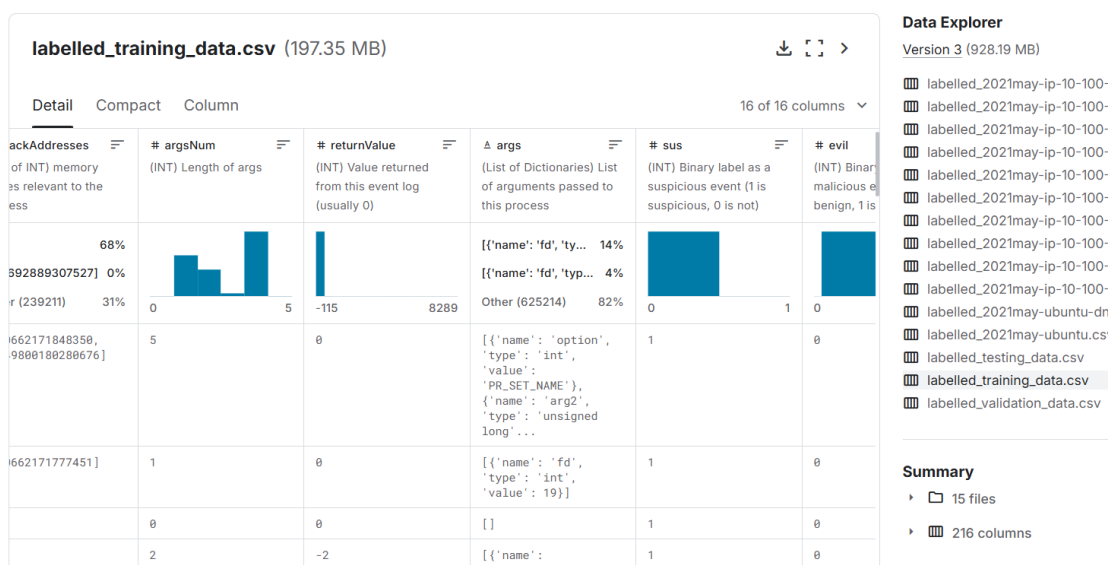 labelled_training_data.csv (197.35 MB)
Detail Compact Column
16 of 16 columns
ackAddresses
of INT) memory
es relevant to the
ess
# argsNum
(INT) Length of args
# returnValue
(INT) Value returned
from this event log
(usually 0)
args
(List of Dictionaries) List
of arguments passed to
this process
# sus
(INT) Binary label as a
suspicious event (1 is
suspicious, 0 is not)
# evil
(INT) Binary
malicious e
benign, 1 is
68%
692889307527] 0%
r (239211) 31%
0 5
-115 8289
[{'name': 'fd', 'ty... 14%
[{'name': 'fd', 'typ... 4%
Other (625214) 82%
0 1
0
0662171848350,
9800180280676]
5
0
[{'name': 'option',
'type': 'int',
'value':
'PR_SET_NAME'},
{'name': 'arg2',
'type': 'unsigned
long'...
1
0
0662171777451]
1
0
[{'name': 'fd',
'type': 'int',
'value': 19}]
1
0
0
0
[]
1
0
2
-2
[{'name':
1
0
Data Explorer
Version 3 (928.19 MB)
labelled_2021may-ip-10-100-
labelled_2021may-ip-10-100-
labelled_2021may-ip-10-100-
labelled_2021may-ip-10-100-
labelled_2021may-ip-10-100-
labelled_2021may-ip-10-100-
labelled_2021may-ip-10-100-
labelled_2021may-ip-10-100-
labelled_2021may-ip-10-100-
labelled_2021may-ip-10-100-
labelled_2021may-ubuntu-dn
labelled_2021may-ubuntu.cs
labelled_testing_data.csv
labelled_training_data.csv
labelled_validation_data.csv
Summary
15 files
216 columns